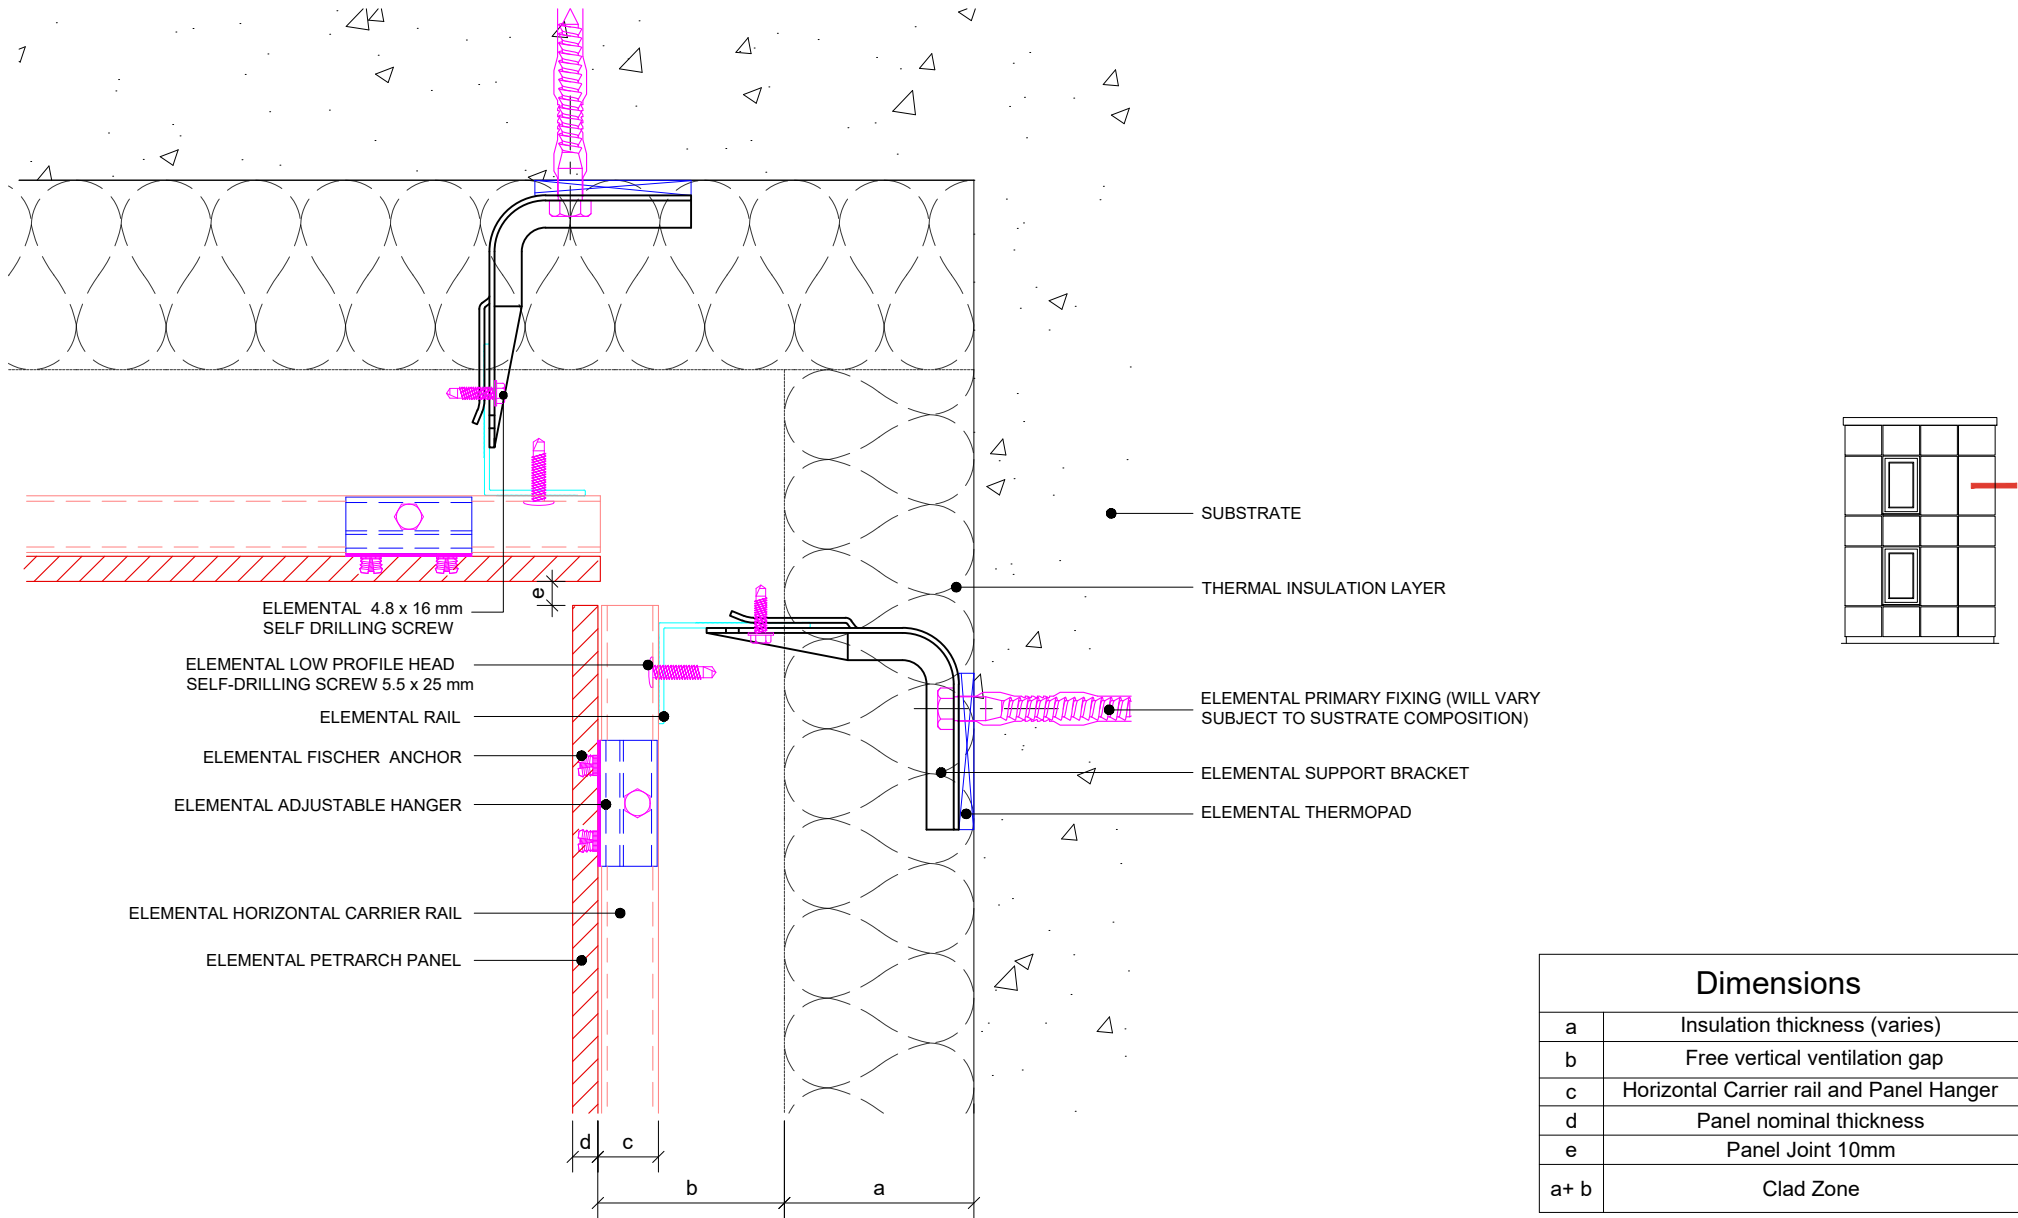 SUBSTRATE
THERMAL INSULATION LAYER
e
ELEMENTAL 4.8 x 16 mm
SELF DRILLING SCREW
ELEMENTAL LOW PROFILE HEAD
SELF-DRILLING SCREW 5.5 x 25 mm
ELEMENTAL RAIL
ELEMENTAL FISCHER ANCHOR
ELEMENTAL ADJUSTABLE HANGER
ELEMENTAL HORIZONTAL CARRIER RAIL
ELEMENTAL PETRARCH PANEL
ELEMENTAL PRIMARY FIXING (WILL VARY
SUBJECT TO SUSTRATE COMPOSITION)
ELEMENTAL SUPPORT BRACKET
ELEMENTAL THERMOPAD
d
c
b
a
Dimensions
a Insulation thickness (varies)
b Free vertical ventilation gap
c Horizontal Carrier rail and Panel Hanger
d Panel nominal thickness
e Panel Joint 10mm
a+ b Clad Zone